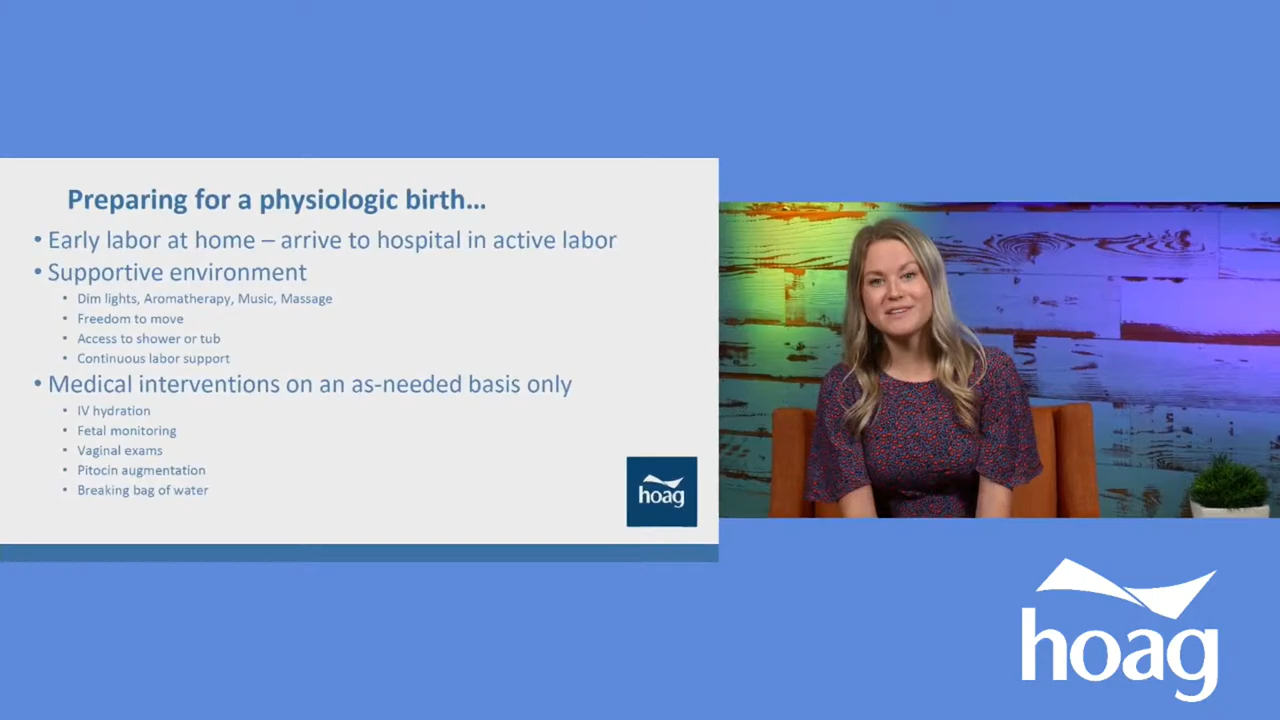 Preparing for a physiologic birth...
• Early labor at home – arrive to hospital in active labor
• Supportive environment
• Dim lights, Aromatherapy, Music, Massage
• Freedom to move
• Access to shower or tub
• Continuous labor support
• Medical interventions on an as-needed basis only
• IV hydration
• Fetal monitoring
• Vaginal exams
• Pitocin augmentation
• Breaking bag of water
hoag
hoag